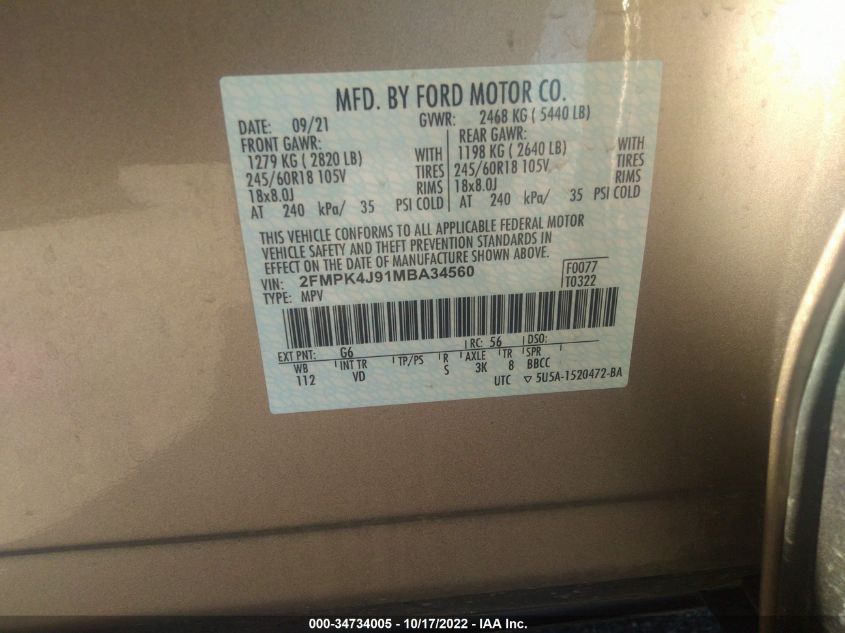 MFD. BY FORD MOTOR CO.
DATE: 09/21 GVWR: 2468 KG ( 5440 LB)
FRONT GAWR: REAR GAWR:
1279 KG ( 2820 LB) WITH 1198 KG ( 2640 LB) WITH
245/60R18 105V TIRES 245/60R18 105V TIRES
18x8.0J RIMS 18x8.0J RIMS
AT 240 kPa/ 35 PSI COLD AT 240 kPa/ 35 PSI COLD
THIS VEHICLE CONFORMS TO ALL APPLICABLE FEDERAL MOTOR
VEHICLE SAFETY AND THEFT PREVENTION STANDARDS IN
EFFECT ON THE DATE OF MANUFACTURE SHOWN ABOVE.
VIN: 2FMPK4J91MBA34560 F0077
TYPE: MPV T0322
EXT PNT: G6 RC: 56 DSO:
WB INT TR TP/PS R AXLE TR SPR
112 VD S 3K 8 BBCC
UTC ▽ 5U5A-1520472-BA
000-34734005 - 10/17/2022 - IAA Inc.